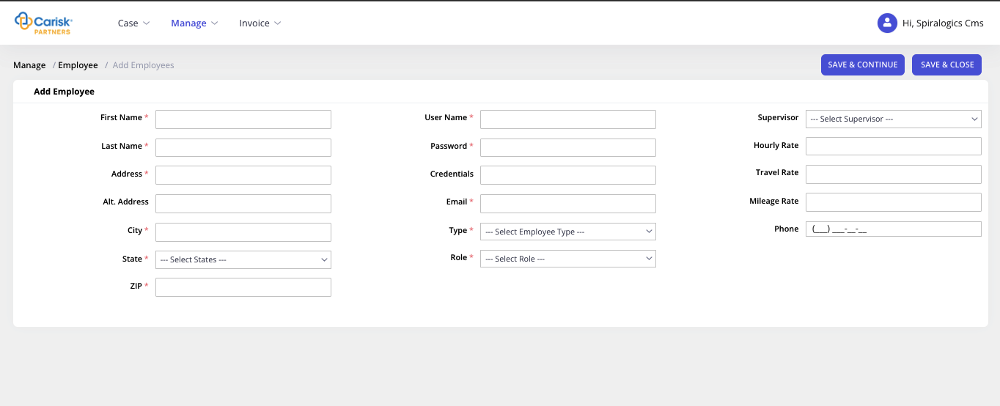 Carisk
PARTNERS
Case
Manage
Invoice
Hi, Spiralogics Cms
Manage / Employee / Add Employees
SAVE & CONTINUE
SAVE & CLOSE
Add Employee
First Name *
Last Name *
Address *
Alt. Address
City *
State * --- Select States ---
ZIP *
User Name *
Password *
Credentials
Email *
Type * --- Select Employee Type ---
Role * --- Select Role ---
Supervisor --- Select Supervisor ---
Hourly Rate
Travel Rate
Mileage Rate
Phone (___) ___-__-__